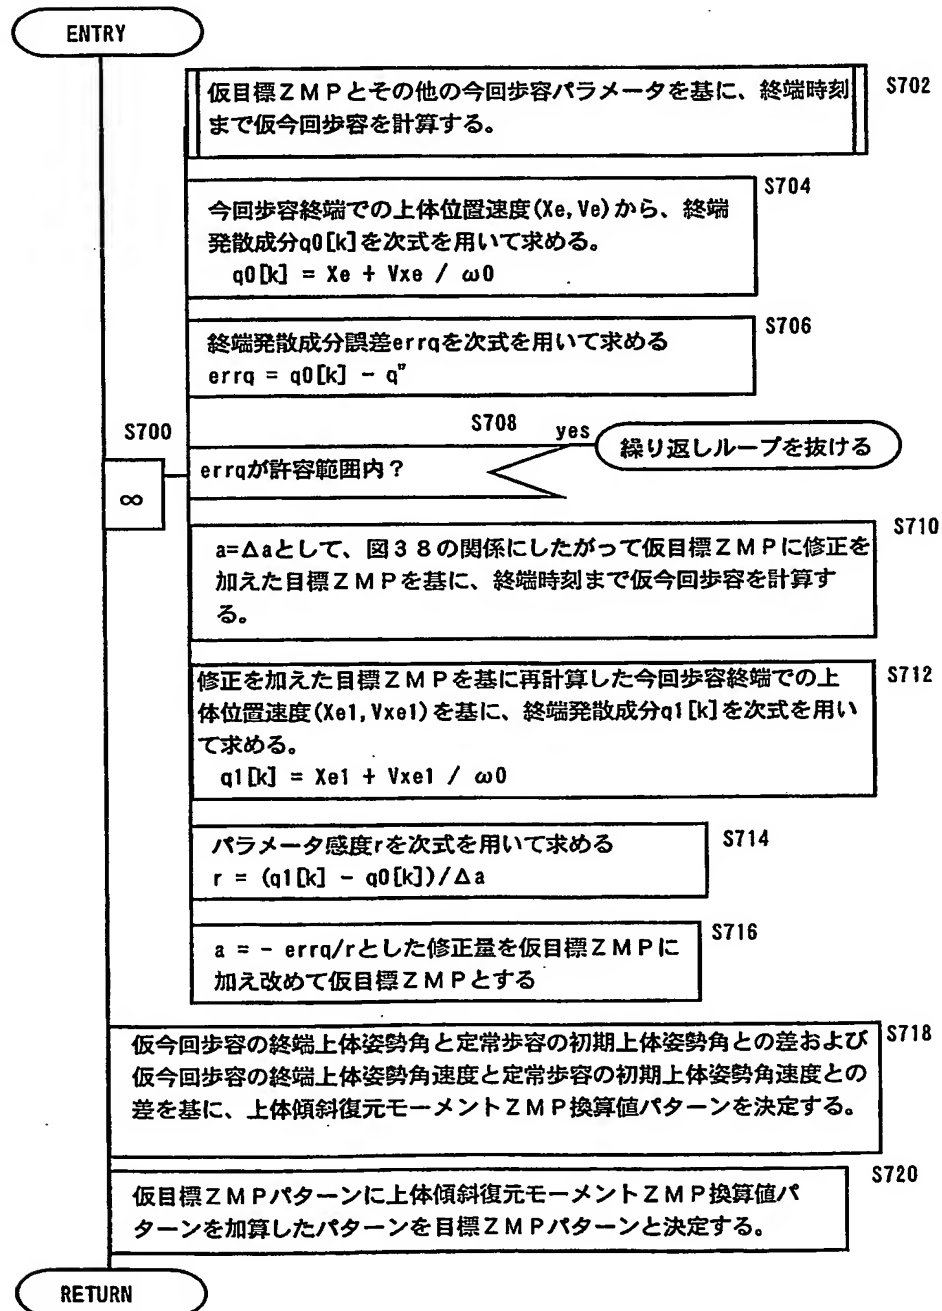 ENTRY
仮目標ZMPとその他の今回歩容パラメータを基に、終端時刻
まで仮今回歩容を計算する。
S702
S704
今回歩容終端での上体位置速度(Xe,Ve)から、終端
発散成分q0[k]を次式を用いて求める。
q0[k] = Xe + Vxe / ω0
S706
終端発散成分誤差errqを次式を用いて求める
errq = q0[k] - q"
S700
∞
S708
yes
繰り返しループを抜ける
errqが許容範囲内?
S710
a=Δaとして、図38の関係にしたがって仮目標ZMPに修正を
加えた目標ZMPを基に、終端時刻まで仮今回歩容を計算す
る。
S712
修正を加えた目標ZMPを基に再計算した今回歩容終端での上
体位置速度(Xe1,Vxe1)を基に、終端発散成分q1[k]を次式を用い
て求める。
q1[k] = Xe1 + Vxe1 / ω0
S714
パラメータ感度rを次式を用いて求める
r = (q1[k] - q0[k])/Δa
S716
a = - errq/rとした修正量を仮目標ZMPに
加え改めて仮目標ZMPとする
S718
仮今回歩容の終端上体姿勢角と定常歩容の初期上体姿勢角との差および
仮今回歩容の終端上体姿勢角速度と定常歩容の初期上体姿勢角速度との
差を基に、上体傾斜復元モーメントZMP換算値パターンを決定する。
S720
仮目標ZMPパターンに上体傾斜復元モーメントZMP換算値パ
ターンを加算したパターンを目標ZMPパターンと決定する。
RETURN